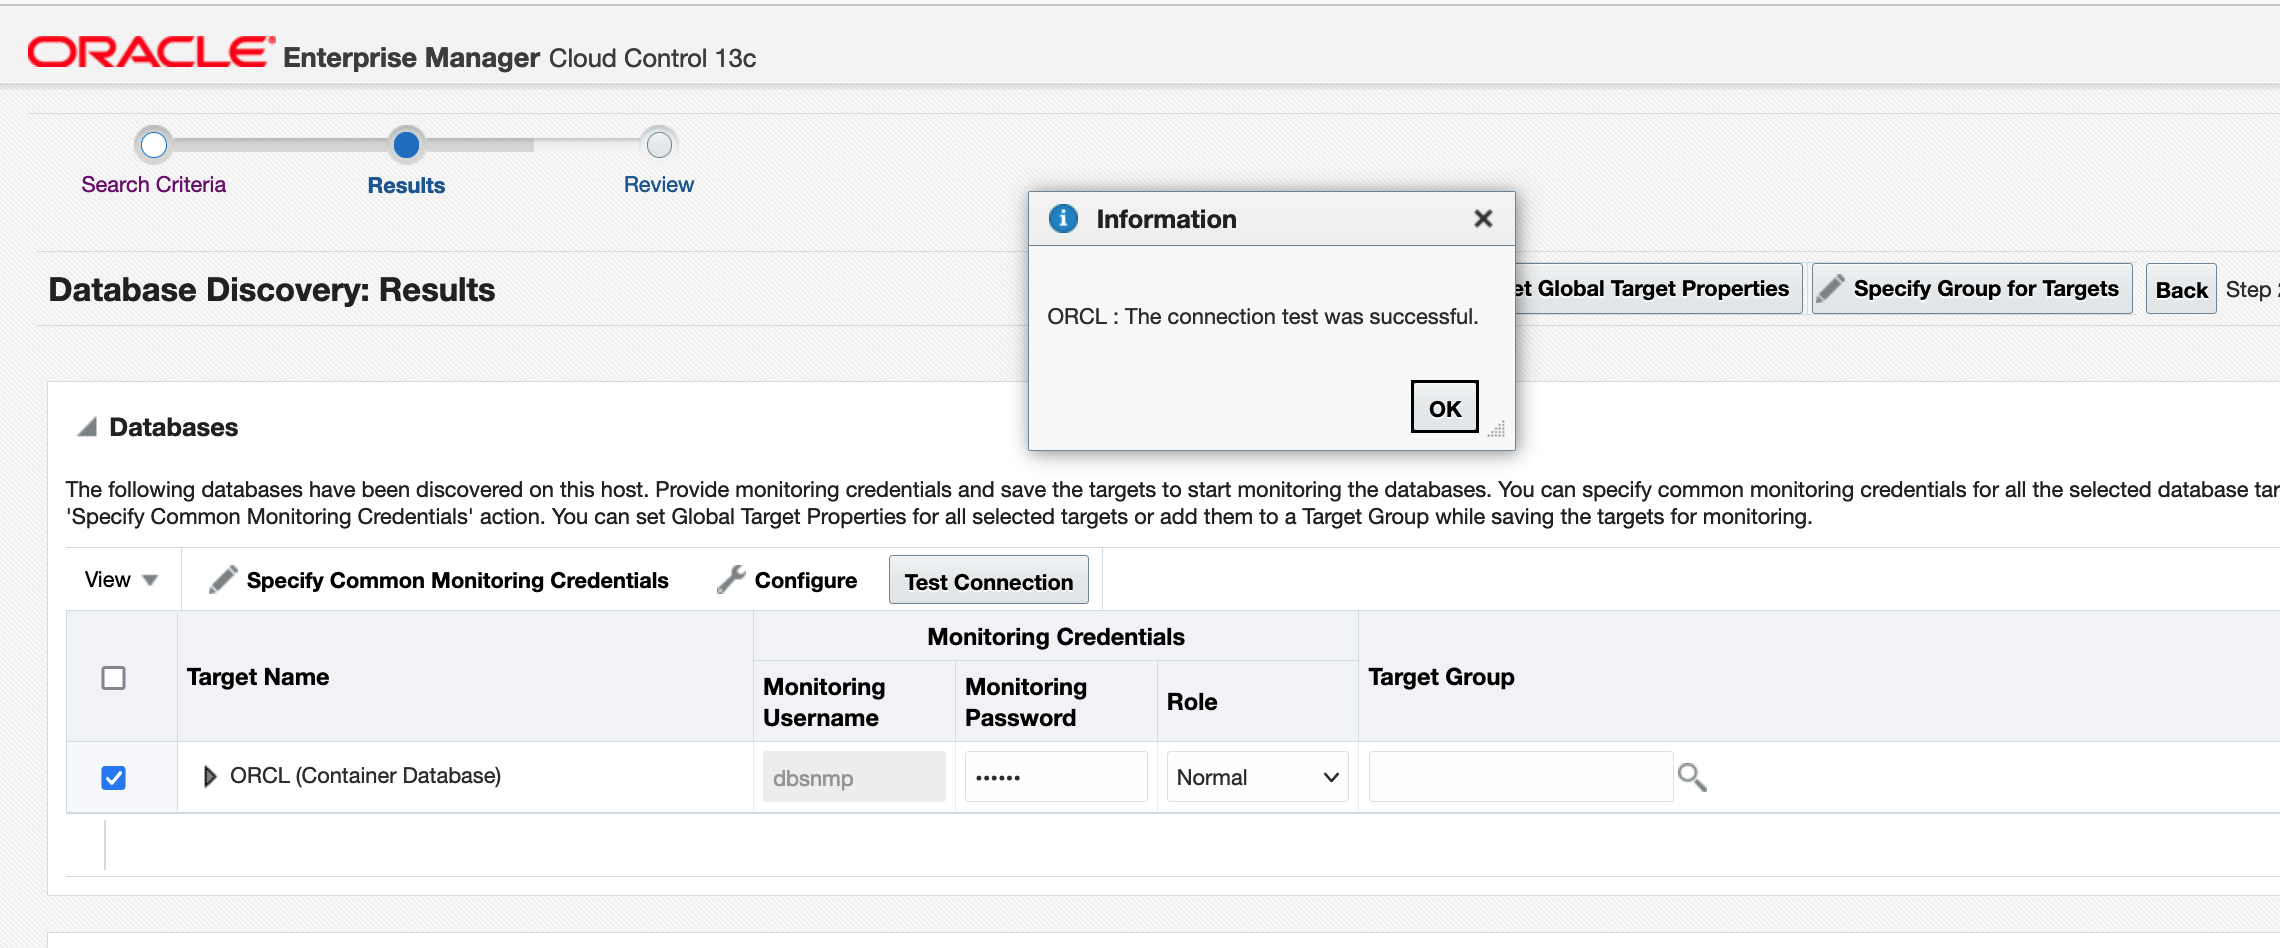 ORACLE Enterprise Manager Cloud Control 13c
Search Criteria
Results
Review
Information
ORCL : The connection test was successful.
OK
Database Discovery: Results
Global Target Properties
Specify Group for Targets
Back
Step
Databases
The following databases have been discovered on this host. Provide monitoring credentials and save the targets to start monitoring the databases. You can specify common monitoring credentials for all the selected database
'Specify Common Monitoring Credentials' action. You can set Global Target Properties for all selected targets or add them to a Target Group while saving the targets for monitoring.
View
Specify Common Monitoring Credentials
Configure
Test Connection
Target Name
Monitoring Credentials
Monitoring
Username
Monitoring
Password
Role
Target Group
ORCL (Container Database)
dbsnmp
••••••
Normal